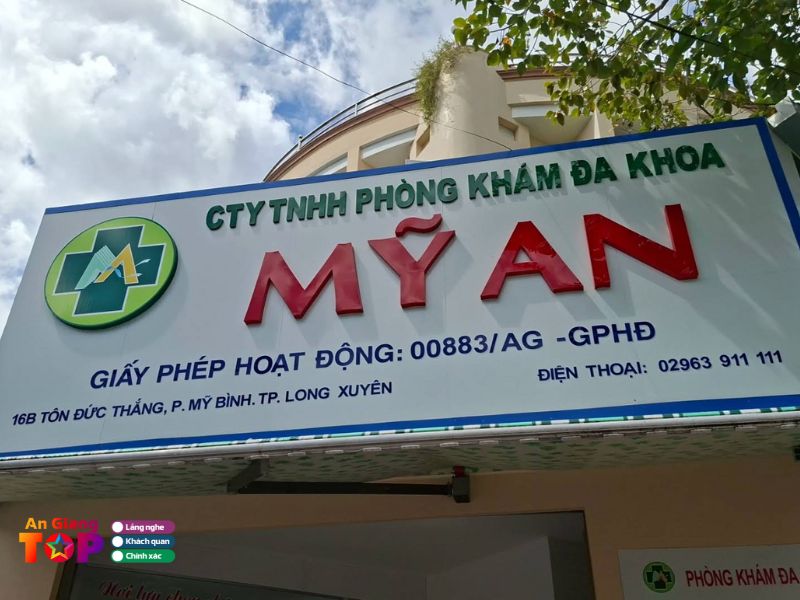 CTY TNHH PHÒNG KHÁM ĐA KHOA
MỸ AN
GIẤY PHÉP HOẠT ĐỘNG: 00883/AG -GPHĐ
16B TÔN ĐỨC THẮNG, P. MỸ BÌNH. TP. LONG XUYÊN
ĐIỆN THOẠI: 02963 911 111
An Giang
TOP
Lắng nghe
Khách quan
Chính xác
PHÒNG KHÁM ĐA